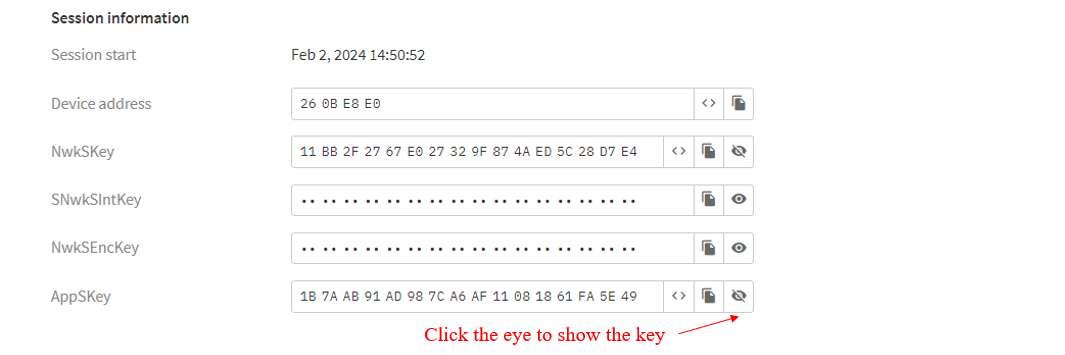 Session information
Session start Feb 2, 2024 14:50:52
Device address 26 0B E8 E0
NwkSKey 11 BB 2F 27 67 E0 27 32 9F 87 4A ED 5C 28 D7 E4
SNwkSIntKey
NwkSEncKey
AppSKey 1B 7A AB 91 AD 98 7C A6 AF 11 08 18 61 FA 5E 49
Click the eye to show the key